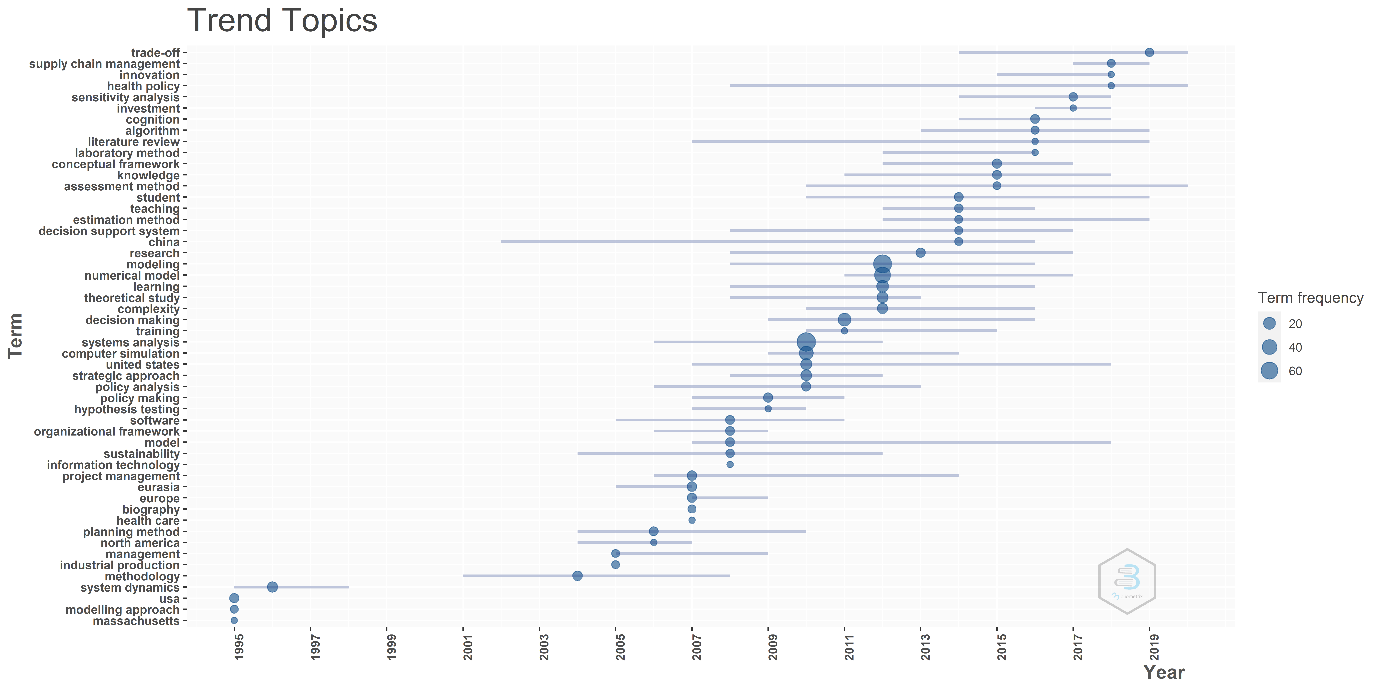 Trend Topics
trade-off
supply chain management
innovation
health policy
sensitivity analysis
investment
cognition
algorithm
literature review
laboratory method
conceptual framework
knowledge
assessment method
student
teaching
estimation method
decision support system
china
research
modeling
numerical model
learning
theoretical study
complexity
decision making
training
systems analysis
computer simulation
united states
strategic approach
policy analysis
policy making
hypothesis testing
software
organizational framework
model
sustainability
information technology
project management
eurasia
europe
biography
health care
planning method
north america
management
industrial production
methodology
system dynamics
usa
modelling approach
massachusetts
Term
1995
1997
1999
2001
2003
2005
2007
2009
2011
2013
2015
2017
2019
Year
Term frequency
20
40
60